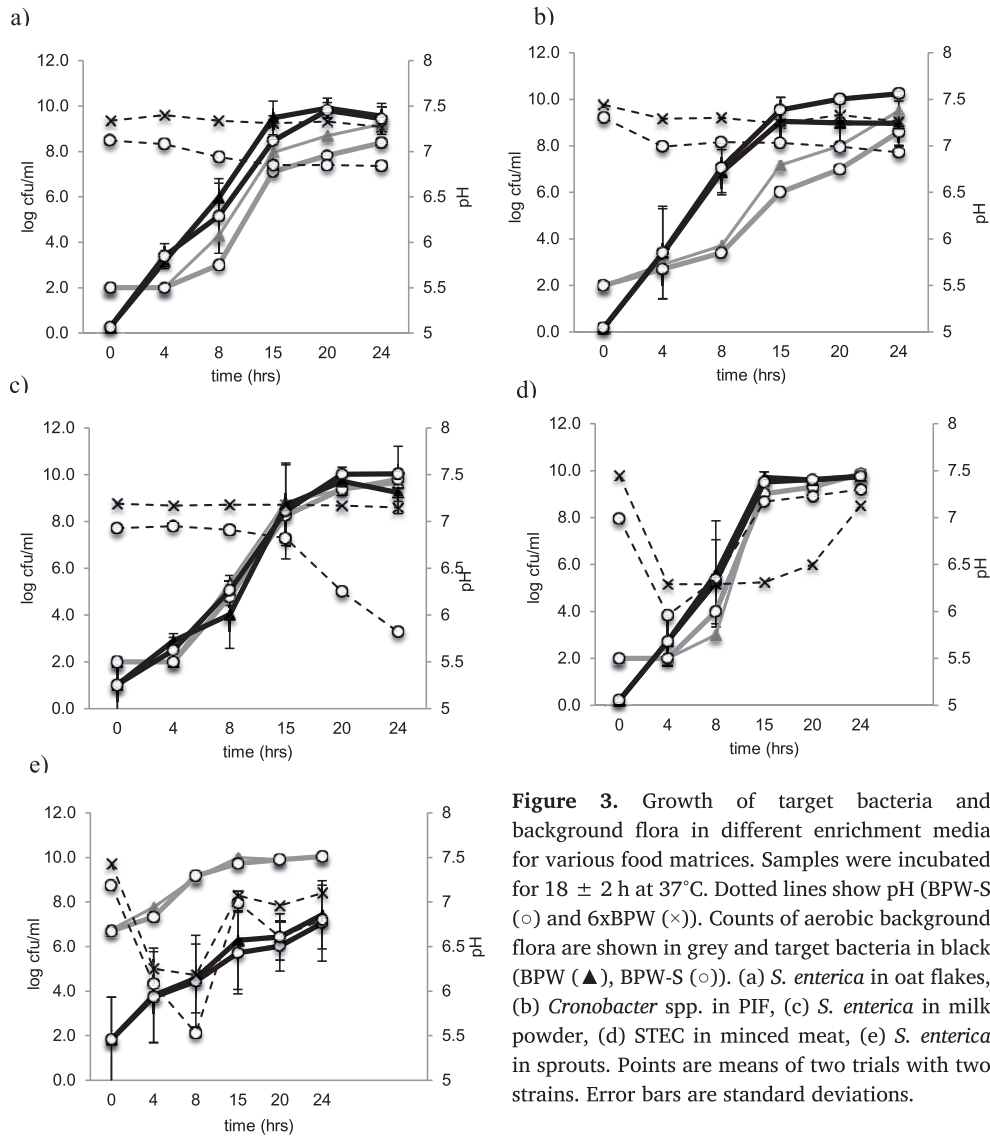 a)
12.0
10.0
8.0
6.0
4.0
2.0
0.0
log cfu/ml
8
7.5
7
6.5
6
5.5
5
pH
0 4 8 15 20 24
time (hrs)
b)
12.0
10.0
8.0
6.0
4.0
2.0
0.0
log cfu/ml
8
7.5
7
6.5
6
5.5
5
pH
0 4 8 15 20 24
time (hrs)
c)
12.0
10.0
8.0
6.0
4.0
2.0
0.0
log cfu/ml
8
7.5
7
6.5
6
5.5
5
pH
0 4 8 15 20 24
time (hrs)
d)
12.0
10.0
8.0
6.0
4.0
2.0
0.0
log cfu/ml
8
7.5
7
6.5
6
5.5
5
pH
0 4 8 15 20 24
time (hrs)
e)
12.0
10.0
8.0
6.0
4.0
2.0
0.0
log cfu/ml
8
7.5
7
6.5
6
5.5
5
pH
0 4 8 15 20 24
time (hrs)
Figure 3. Growth of target bacteria and
background flora in different enrichment media
for various food matrices. Samples were incubated
for 18 ± 2 h at 37°C. Dotted lines show pH (BPW-S
(○) and 6xBPW (×)). Counts of aerobic background
flora are shown in grey and target bacteria in black
(BPW (▲), BPW-S (○)). (a) S. enterica in oat flakes,
(b) Cronobacter spp. in PIF, (c) S. enterica in milk
powder, (d) STEC in minced meat, (e) S. enterica
in sprouts. Points are means of two trials with two
strains. Error bars are standard deviations.